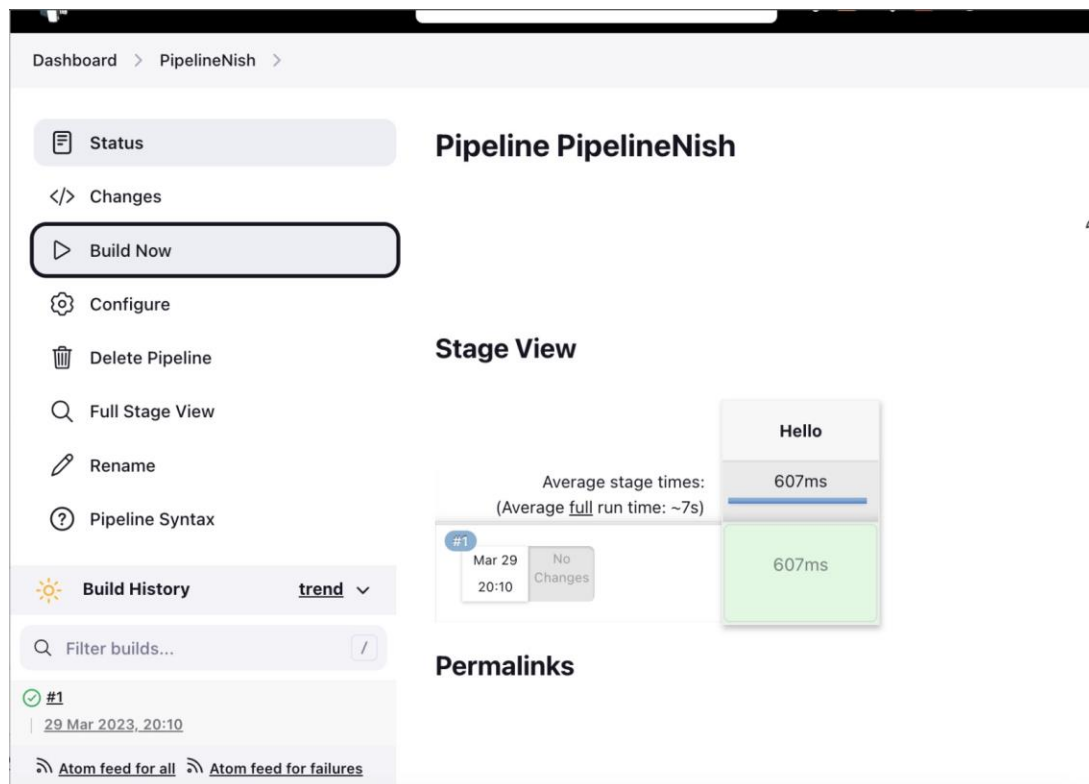 Dashboard > PipelineNish >
Status
</> Changes
Build Now
Configure
Delete Pipeline
Full Stage View
Rename
Pipeline Syntax
Build History trend
Filter builds... /
#1
29 Mar 2023, 20:10
Atom feed for all Atom feed for failures
Pipeline PipelineNish
Stage View
Hello
Average stage times:
(Average full run time: ~7s)
607ms
#1
Mar 29
20:10
No
Changes
607ms
Permalinks